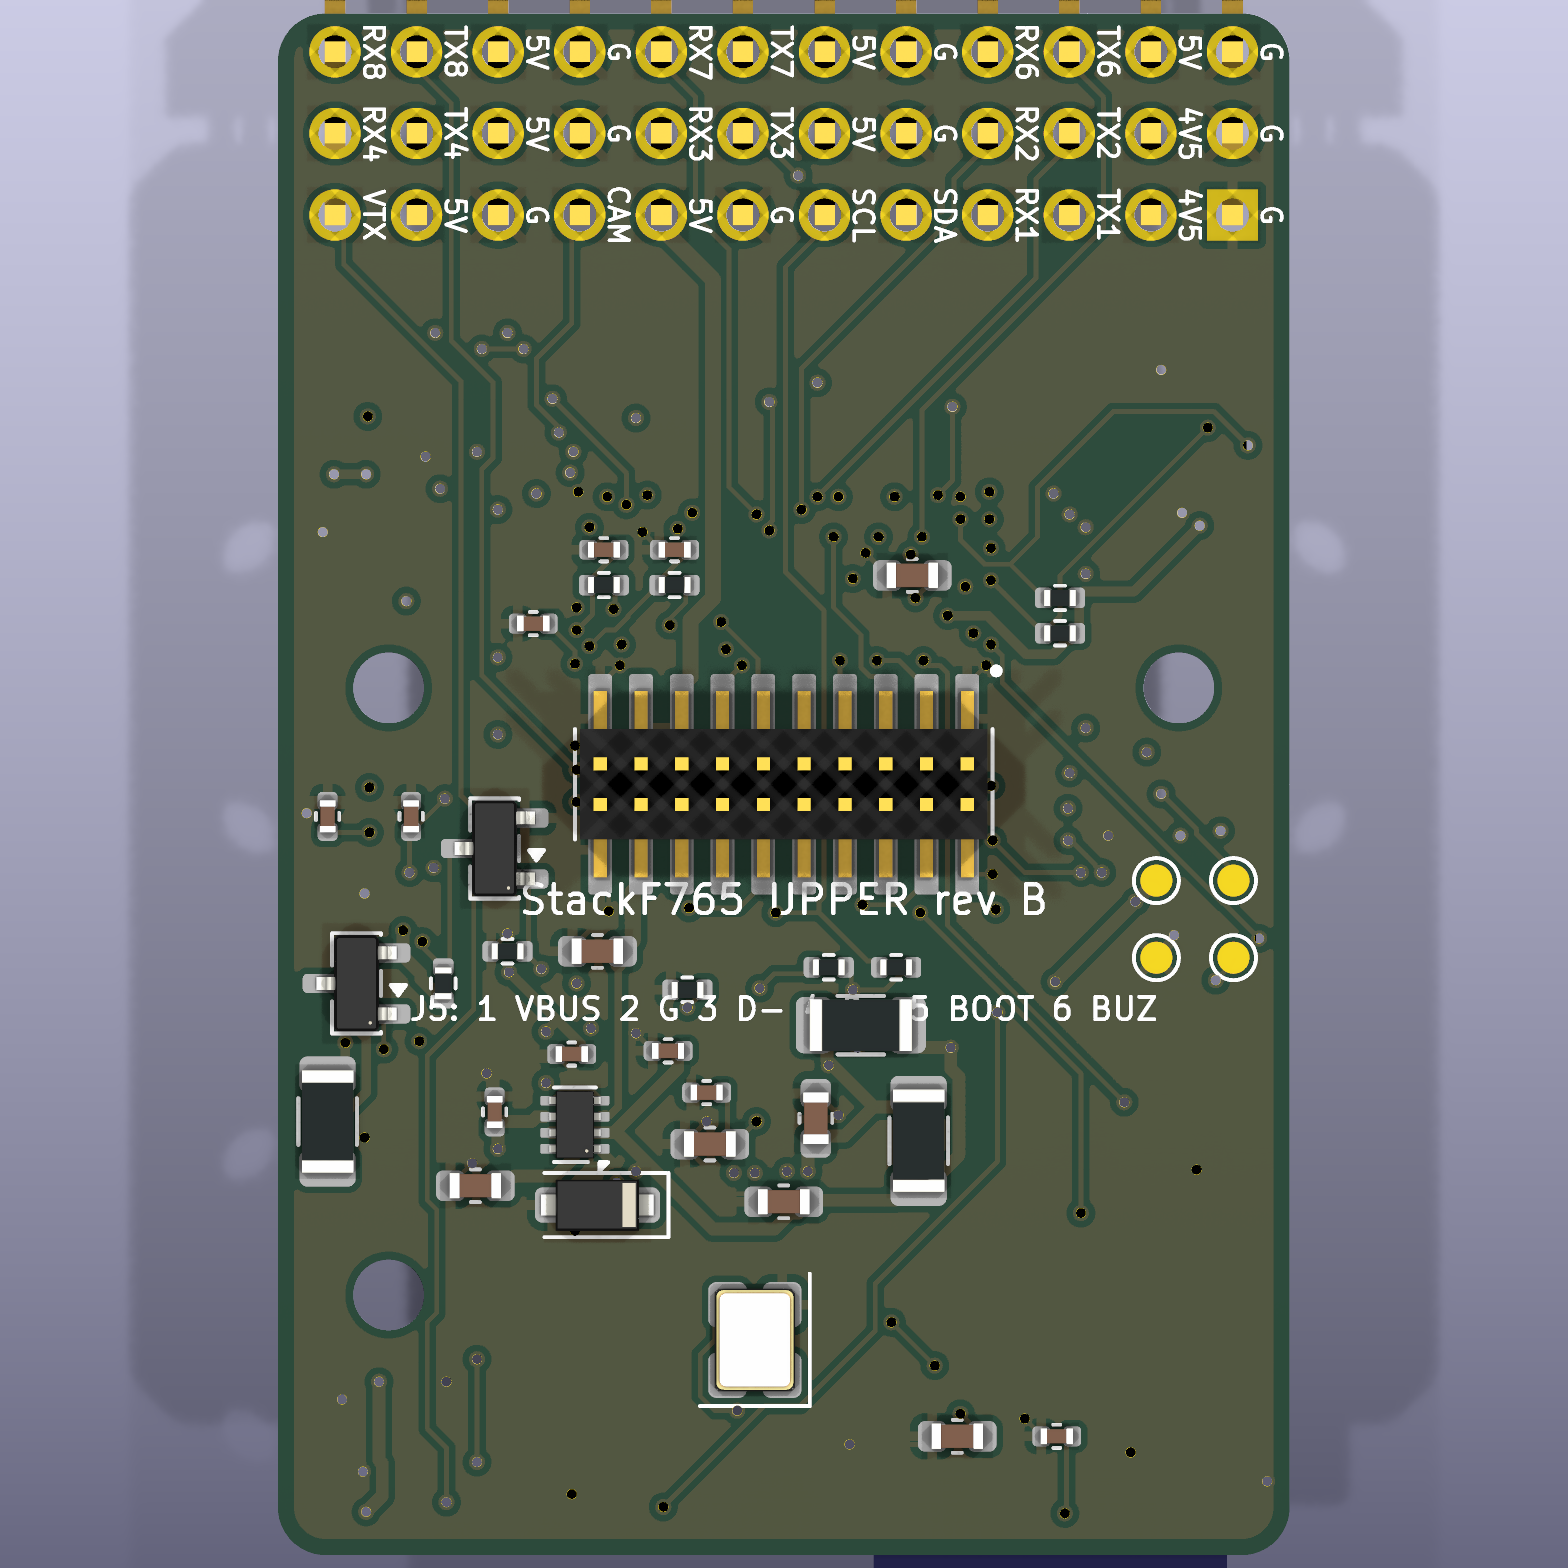 RX8 TX8 5V G RX7 TX7 5V G RX6 TX6 5V G
RX4 TX4 5V G RX3 TX3 5V G RX2 TX2 4V5 G
VTX 5V G CAM 5V G SCL SDA RX1 TX1 4V5 G
StackF765 UPPER rev B
J5: 1 VBUS 2 G 3 D- 5 BOOT 6 BUZ